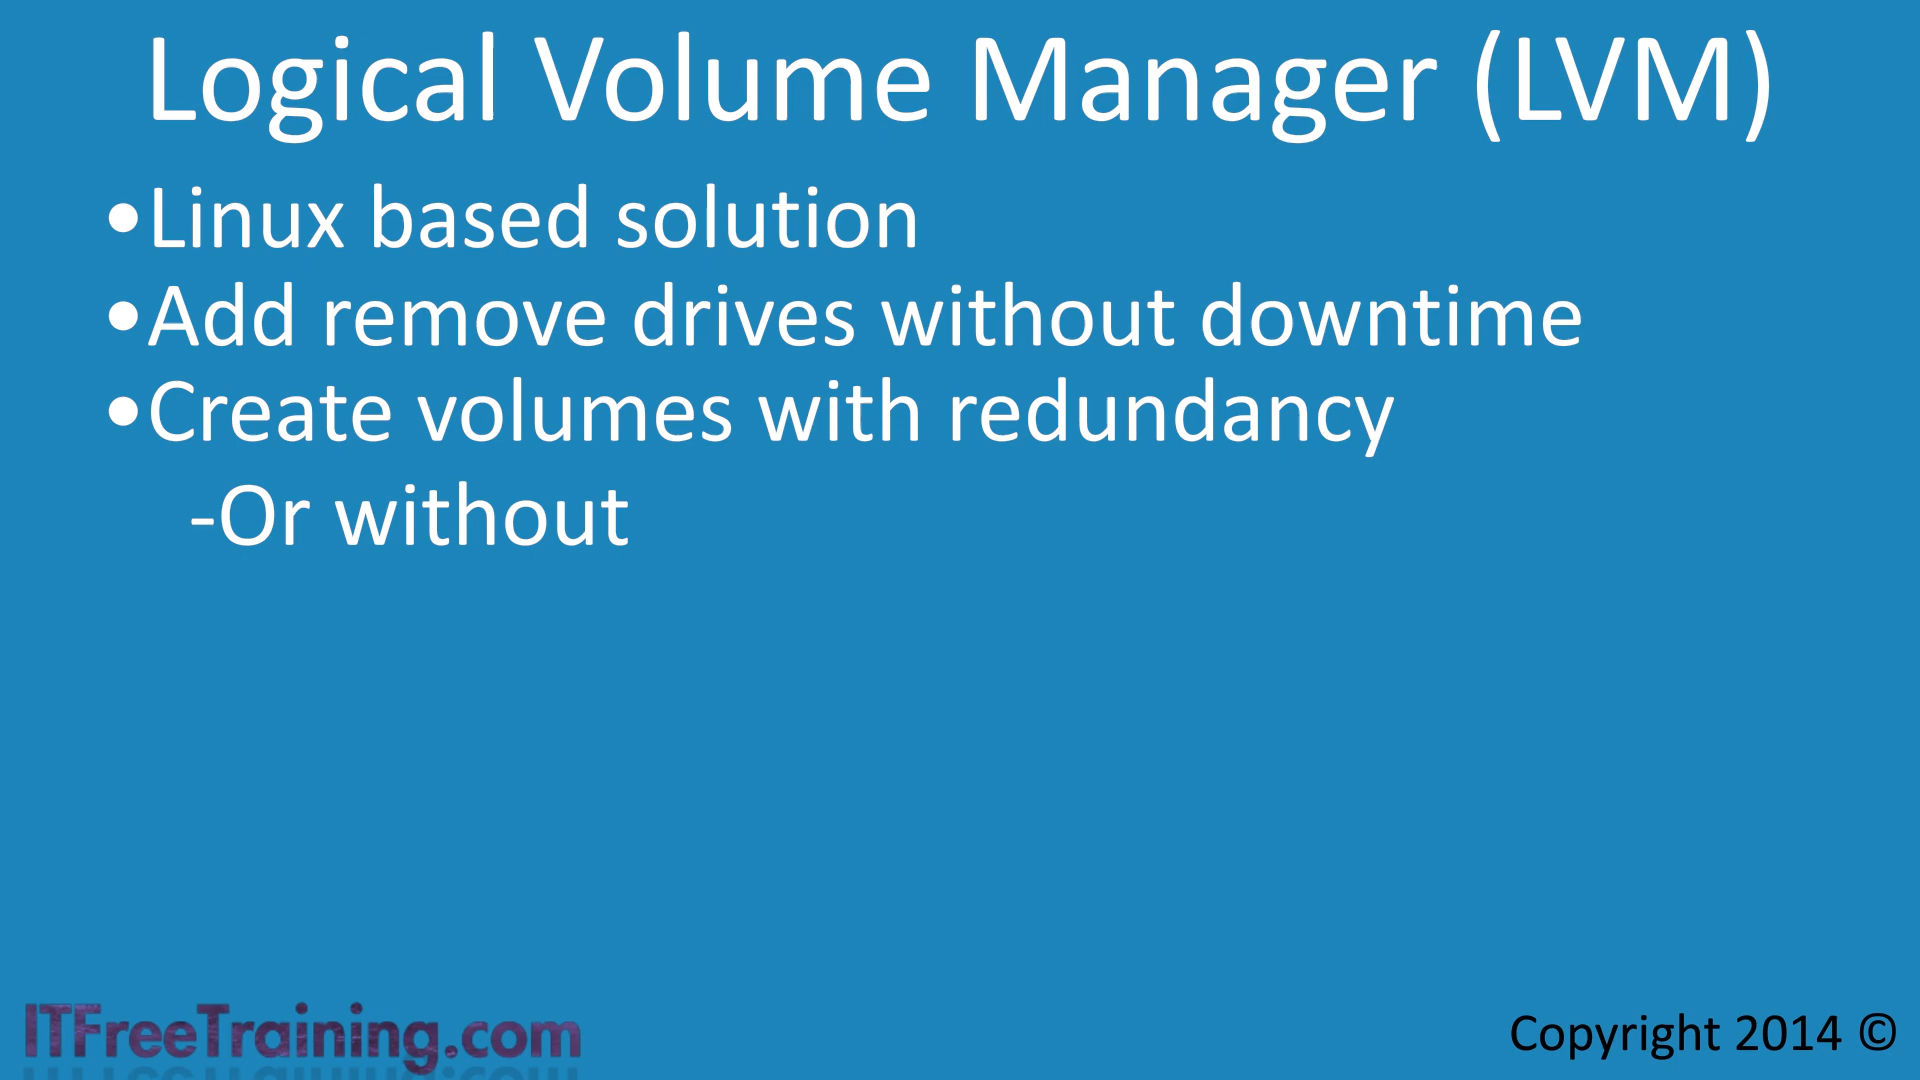 Logical Volume Manager (LVM)
•Linux based solution
•Add remove drives without downtime
•Create volumes with redundancy
-Or without
ITFreeTraining.com
Copyright 2014 ©